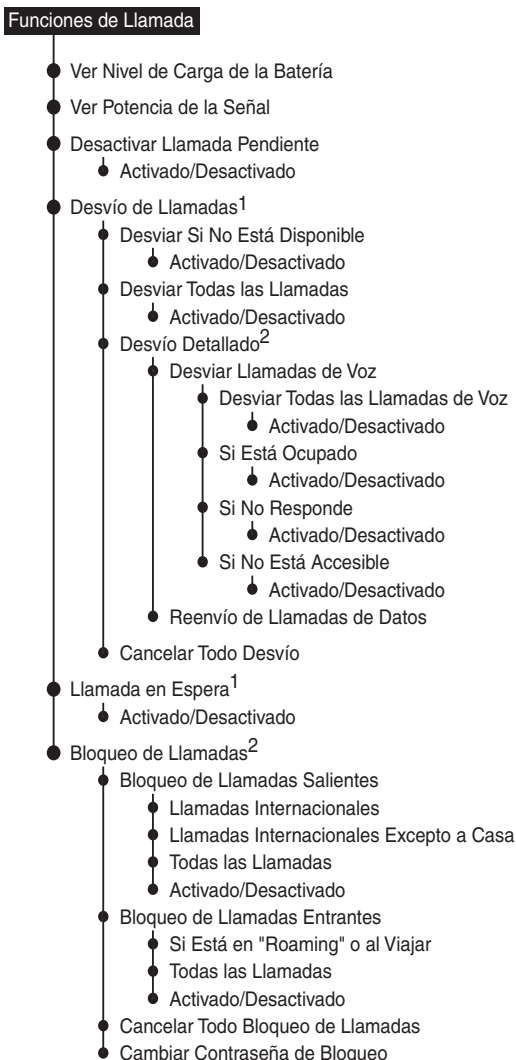 Funciones de Llamada
Ver Nivel de Carga de la Batería
Ver Potencia de la Señal
Desactivar Llamada Pendiente
Activado/Desactivado
Desvío de Llamadas1
Desviar Si No Está Disponible
Activado/Desactivado
Desviar Todas las Llamadas
Activado/Desactivado
Desvío Detallado2
Desviar Llamadas de Voz
Desviar Todas las Llamadas de Voz
Activado/Desactivado
Si Está Ocupado
Activado/Desactivado
Si No Responde
Activado/Desactivado
Si No Está Accesible
Activado/Desactivado
Reenvío de Llamadas de Datos
Cancelar Todo Desvío
Llamada en Espera1
Activado/Desactivado
Bloqueo de Llamadas2
Bloqueo de Llamadas Salientes
Llamadas Internacionales
Llamadas Internacionales Excepto a Casa
Todas las Llamadas
Activado/Desactivado
Bloqueo de Llamadas Entrantes
Si Está en "Roaming" o al Viajar
Todas las Llamadas
Activado/Desactivado
Cancelar Todo Bloqueo de Llamadas
Cambiar Contraseña de Bloqueo